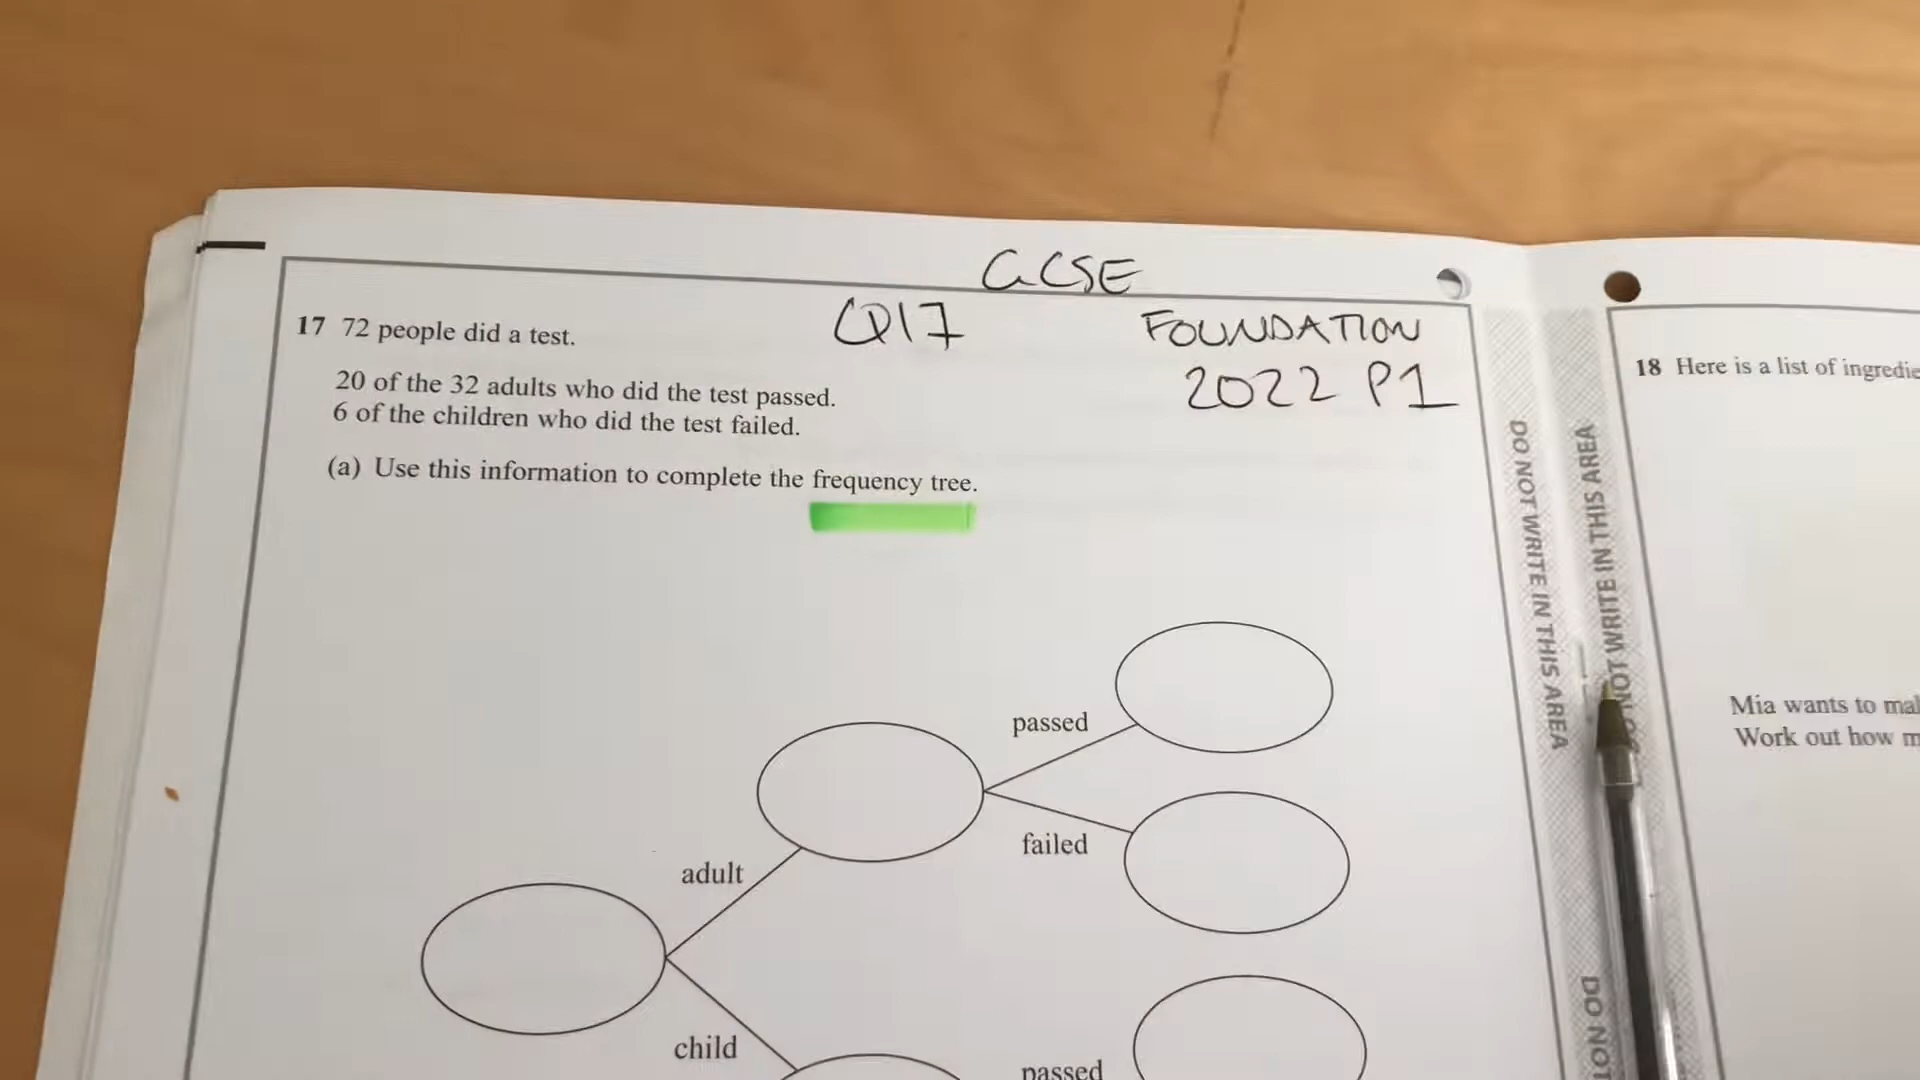 GCSE
Q17
FOUNDATION
2022 P1
17 72 people did a test.
20 of the 32 adults who did the test passed.
6 of the children who did the test failed.
(a) Use this information to complete the frequency tree.
passed
failed
adult
child
passed
DO NOT WRITE IN THIS AREA
NOT WRITE IN THIS AREA
DO NOT
18 Here is a list of
Mia wants to
Work out how